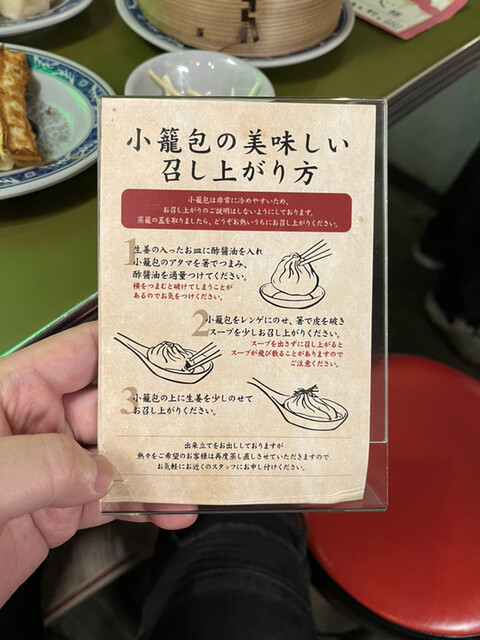 小籠包の美味しい
召し上がり方
小籠包は非常に冷めやすいため、
お召し上がりのご説明はしないようにしております。
蒸籠の蓋を取りましたら、どうぞお熱いうちにお召し上がりください。
1 生姜の入ったお皿に酢醤油を入れ
小籠包のアタマを箸でつまみ、
酢醤油を適量つけてください。
横をつまむと破けてしまうことが
あるのでお気をつけください。
2 小籠包をレンゲにのせ、箸で皮を破き
スープを少しお召し上がりください。
スープを出さずに召し上がると
スープが飛び散ることがありますので
ご注意ください。
3 小籠包の上に生姜を少しのせて
お召し上がりください。
出来立てをお出ししておりますが
熱々をご希望のお客様は再度蒸し直しさせていただきますので
お気軽にお近くのスタッフにお申し付けください。